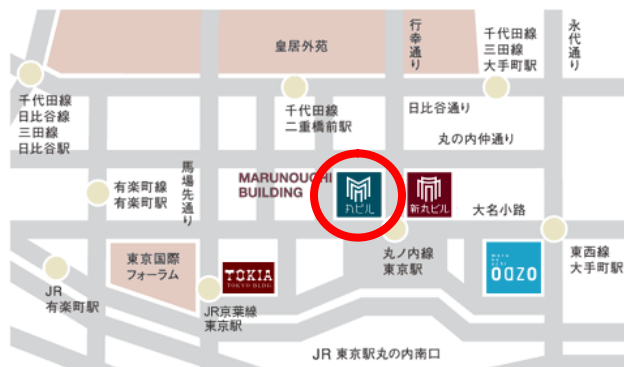 皇居外苑
行幸通り
千代田線
三田線
大手町駅
永代通り
千代田線
日比谷線
三田線
日比谷駅
千代田線
二重橋前駅
日比谷通り
丸の内仲通り
馬場先通り
MARUNOUCHI
BUILDING
丸ビル
新丸ビル
有楽町線
有楽町駅
大名小路
東京国際
フォーラム
TOKIA
TOKYO BLDG.
丸ノ内線
東京駅
maru
no uchi
oazo
東西線
大手町駅
JR
有楽町駅
JR京葉線
東京駅
JR 東京駅丸の内南口